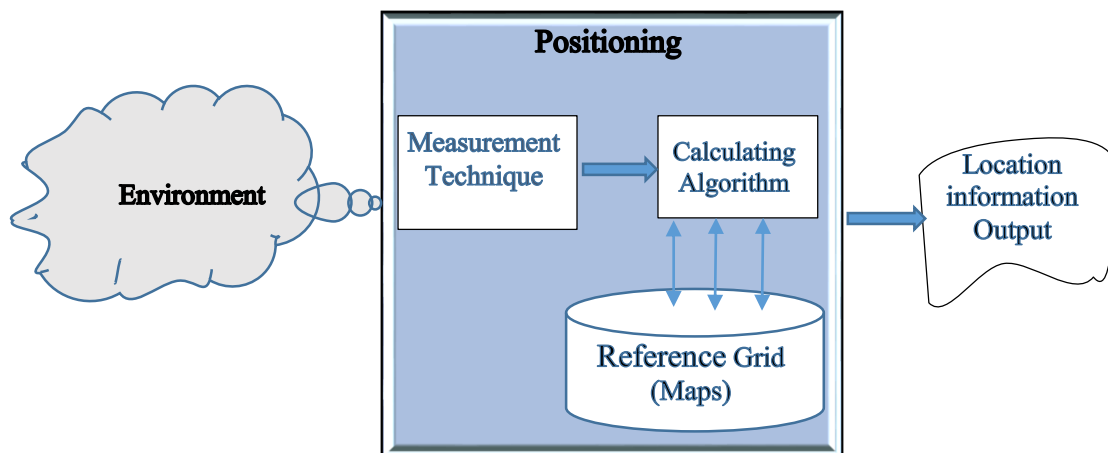 Positioning
Environment
Measurement
Technique
Calculating
Algorithm
Location
information
Output
Reference Grid
(Maps)